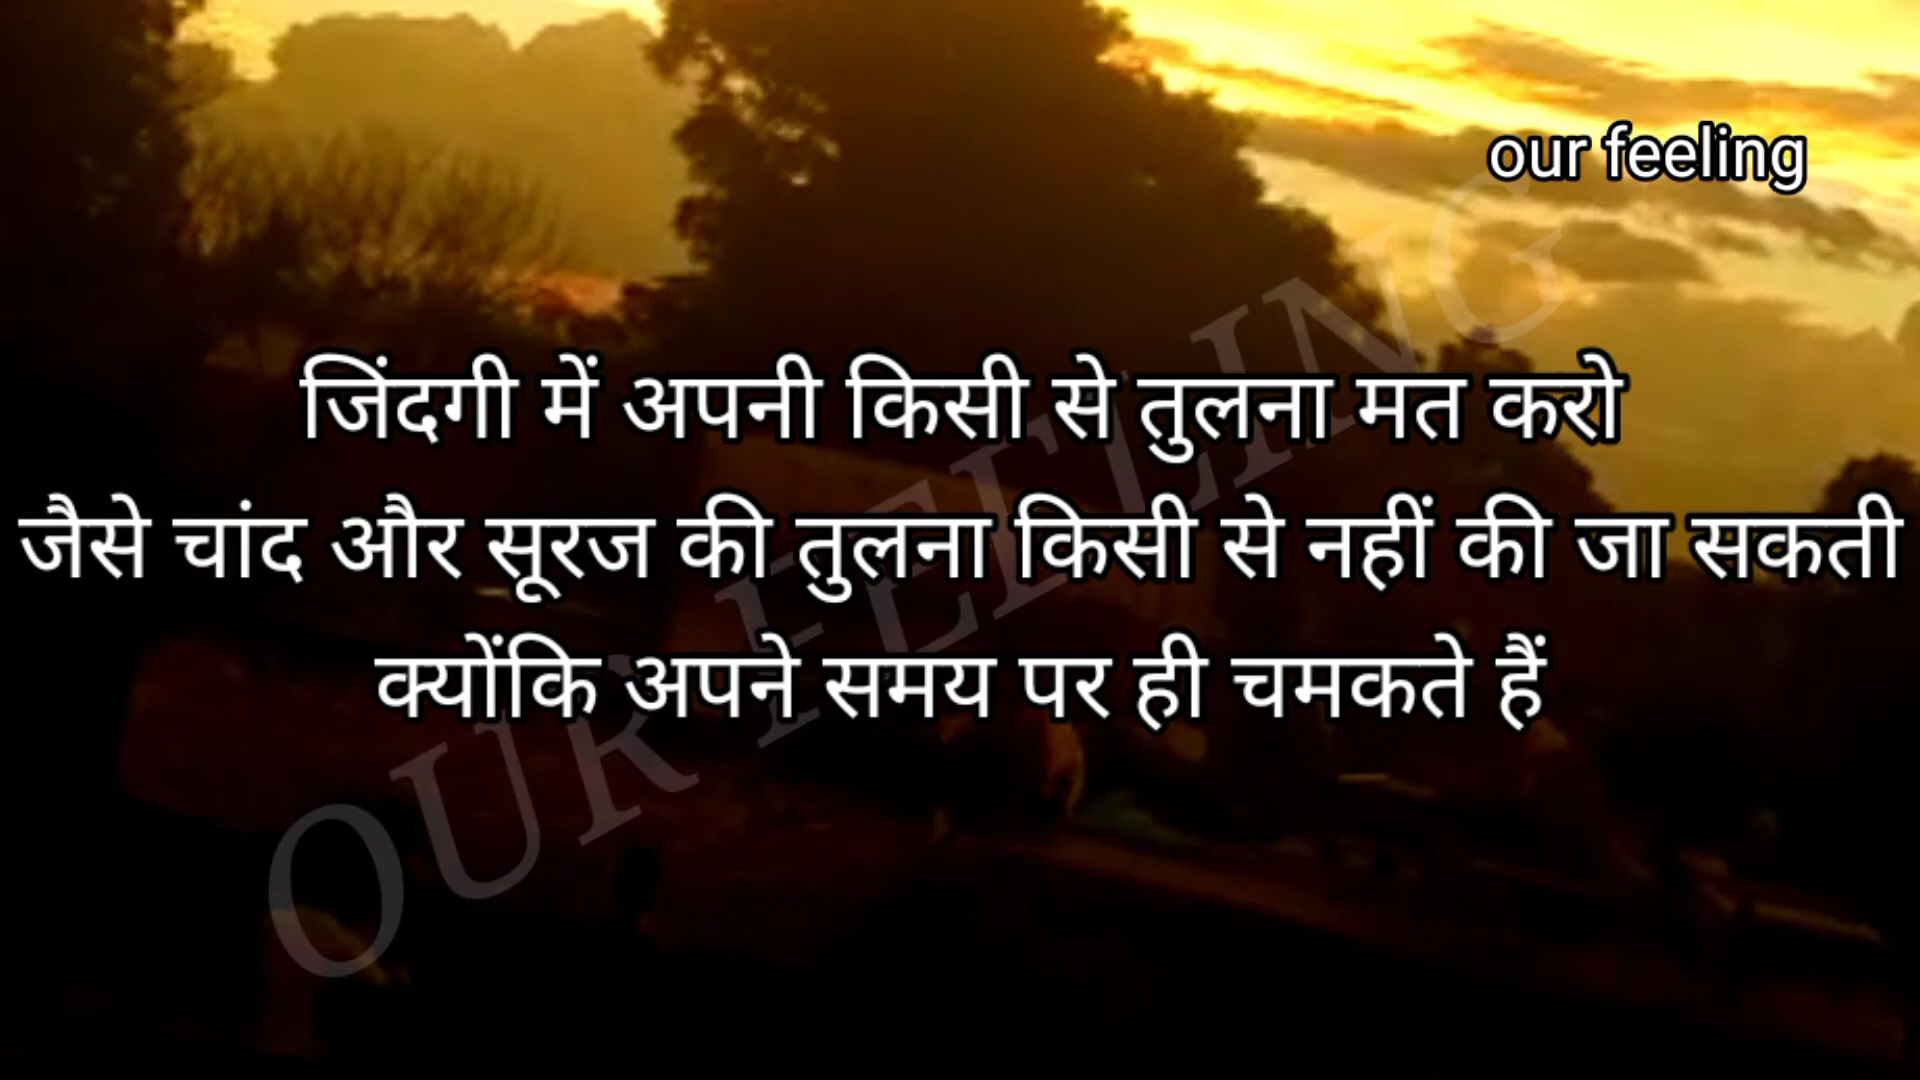 our feeling
जिंदगी में अपनी किसी से तुलना मत करो
जैसे चांद और सूरज की तुलना किसी से नहीं की जा सकती
क्योंकि अपने समय पर ही चमकते हैं
OUR FEELING